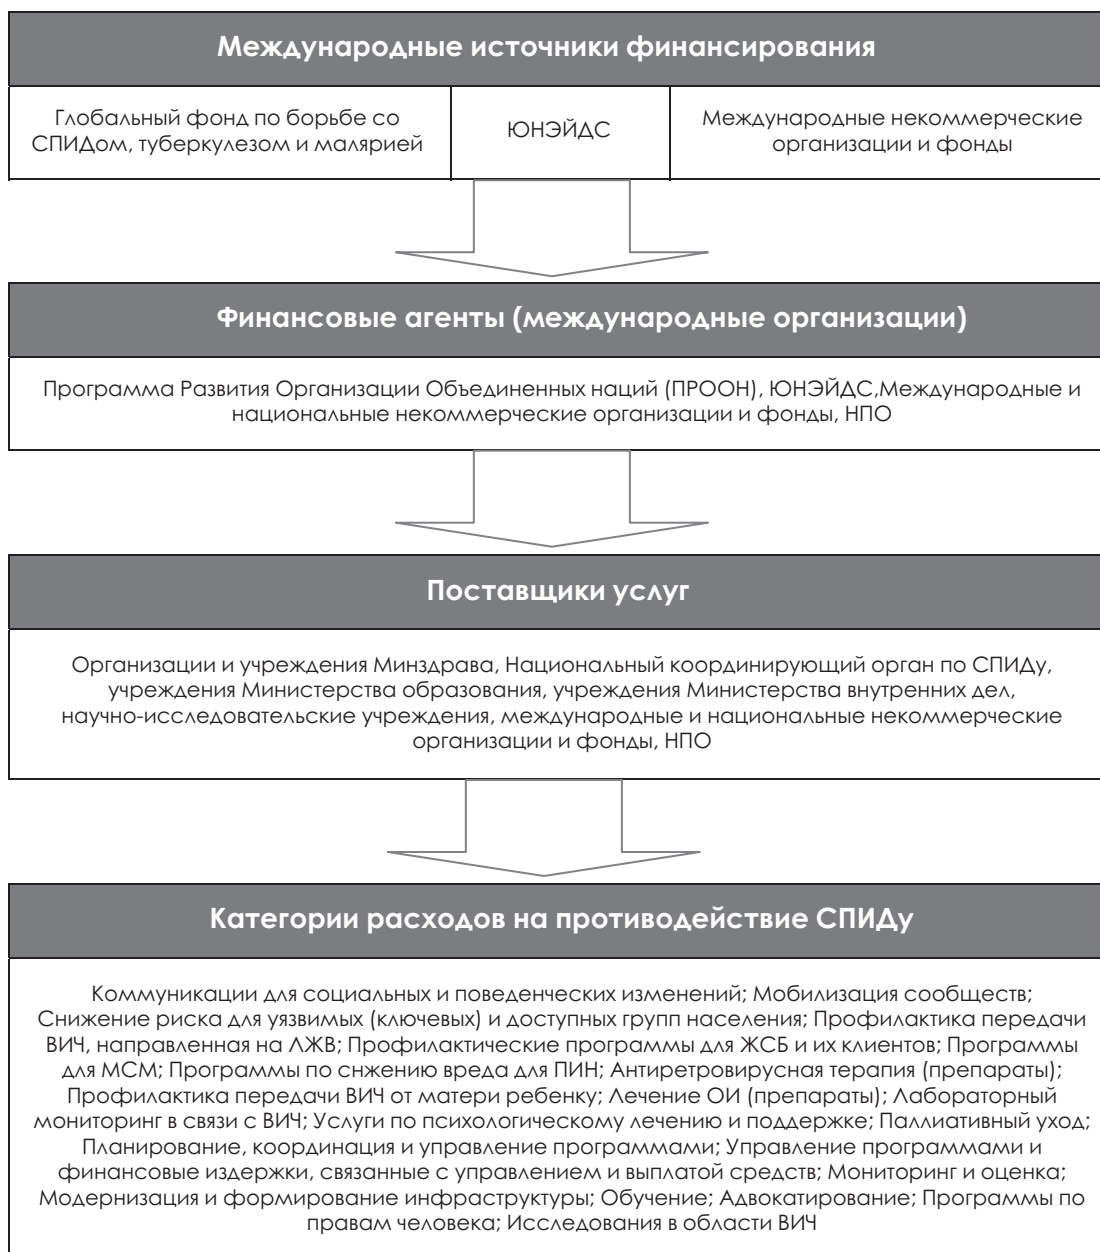 Международные источники финансирования
Глобальный фонд по борьбе со
СПИДом, туберкулезом и малярией
ЮНЭЙДС
Международные некоммерческие
организации и фонды
Финансовые агенты (международные организации)
Программа Развития Организации Объединенных наций (ПРООН), ЮНЭЙДС,Международные и
национальные некоммерческие организации и фонды, НПО
Поставщики услуг
Организации и учреждения Минздрава, Национальный координирующий орган по СПИДу,
учреждения Министерства образования, учреждения Министерства внутренних дел,
научно-исследовательские учреждения, международные и национальные некоммерческие
организации и фонды, НПО
Категории расходов на противодействие СПИДу
Коммуникации для социальных и поведенческих изменений; Мобилизация сообществ;
Снижение риска для уязвимых (ключевых) и доступных групп населения; Профилактика передачи
ВИЧ, направленная на ЛЖВ; Профилактические программы для ЖСБ и их клиентов; Программы
для МСМ; Программы по снжению вреда для ПИН; Антиретровирусная терапия (препараты);
Профилактика передачи ВИЧ от матери ребенку; Лечение ОИ (препараты); Лабораторный
мониторинг в связи с ВИЧ; Услуги по психологическому лечению и поддержке; Паллиативный уход;
Планирование, координация и управление программами; Управление программами и
финансовые издержки, связанные с управлением и выплатой средств; Мониторинг и оценка;
Модернизация и формирование инфраструктуры; Обучение; Адвокатирование; Программы по
правам человека; Исследования в области ВИЧ